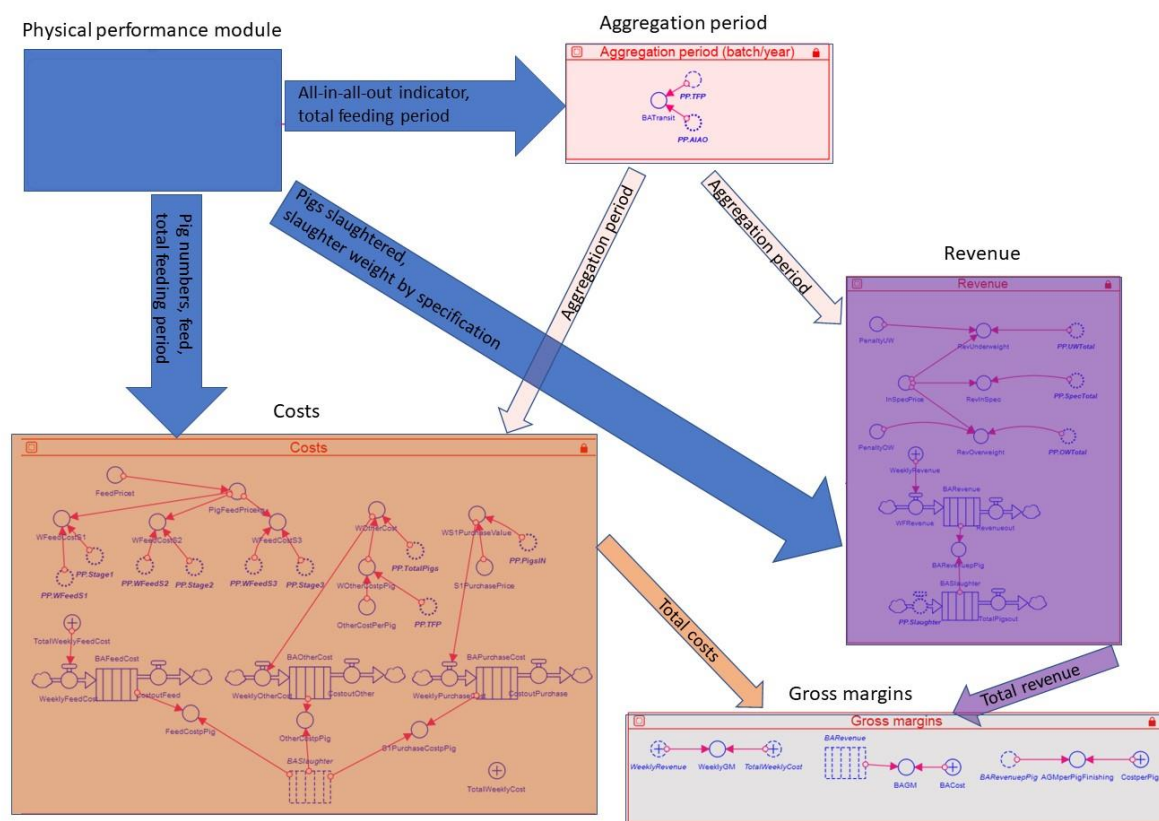 Physical performance module
Aggregation period
Aggregation period (batch/year)
PP.TFP
BATransit
PP.AIAO
All-in-all-out indicator,
total feeding period
Pig numbers, feed,
total feeding period
Pigs slaughtered,
slaughter weight by specification
Aggregation period
Aggregation period
Revenue
Revenue
PenaltyUW
RevUnderweight
PP.UWTotal
InSpecPrice
RevInSpec
PP.SpecTotal
PenaltyOW
RevOverweight
PP.OWTotal
WeeklyRevenue
BARevenue
WFRevenue
Revenueout
BARevenuepPig
BASlaughter
PP.Slaughter
TotalPigsout
Costs
Costs
FeedPricet
PigFeedPricekg
WFeedCostS1
WFeedCostS2
WFeedCostS3
WOtherCost
WS1PurchaseValue
PP.Stage1
PP.WFeedS1
PP.WFeedS2
PP.Stage2
PP.WFeedS3
PP.Stage3
PP.TotalPigs
PP.PigsIN
WOtherCostpPig
S1PurchasePrice
OtherCostPerPig
PP.TFP
TotalWeeklyFeedCost
BAFeedCost
BAOtherCost
BAPurchaseCost
WeeklyFeedCost
CostoutFeed
WeeklyOtherCost
CostoutOther
WeeklyPurchaseCost
CostoutPurchase
FeedCostpPig
OtherCostpPig
S1PurchaseCostpPig
BASlaughter
TotalWeeklyCost
Total costs
Total revenue
Gross margins
Gross margins
WeeklyRevenue
WeeklyGM
TotalWeeklyCost
BARevenue
BAGM
BACost
BARevenuepPig
AGMperPigFinishing
CostperPig